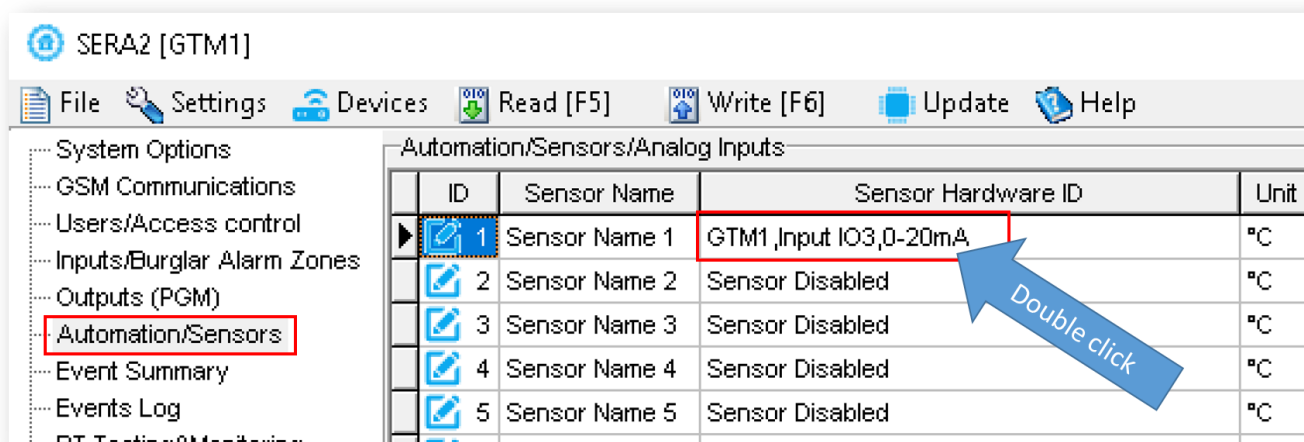 SERA2 [GTM1]
File Settings Devices Read [F5] Write [F6] Update Help
System Options
GSM Communications
Users/Access control
Inputs/Burglar Alarm Zones
Outputs (PGM)
Automation/Sensors
Event Summary
Events Log
RT Testing&Monitoring
Automation/Sensors/Analog Inputs
ID Sensor Name Sensor Hardware ID Unit
1 Sensor Name 1 GTM1 ,Input IO3,0-20mA °C
2 Sensor Name 2 Sensor Disabled °C
3 Sensor Name 3 Sensor Disabled °C
4 Sensor Name 4 Sensor Disabled °C
5 Sensor Name 5 Sensor Disabled °C
Double click